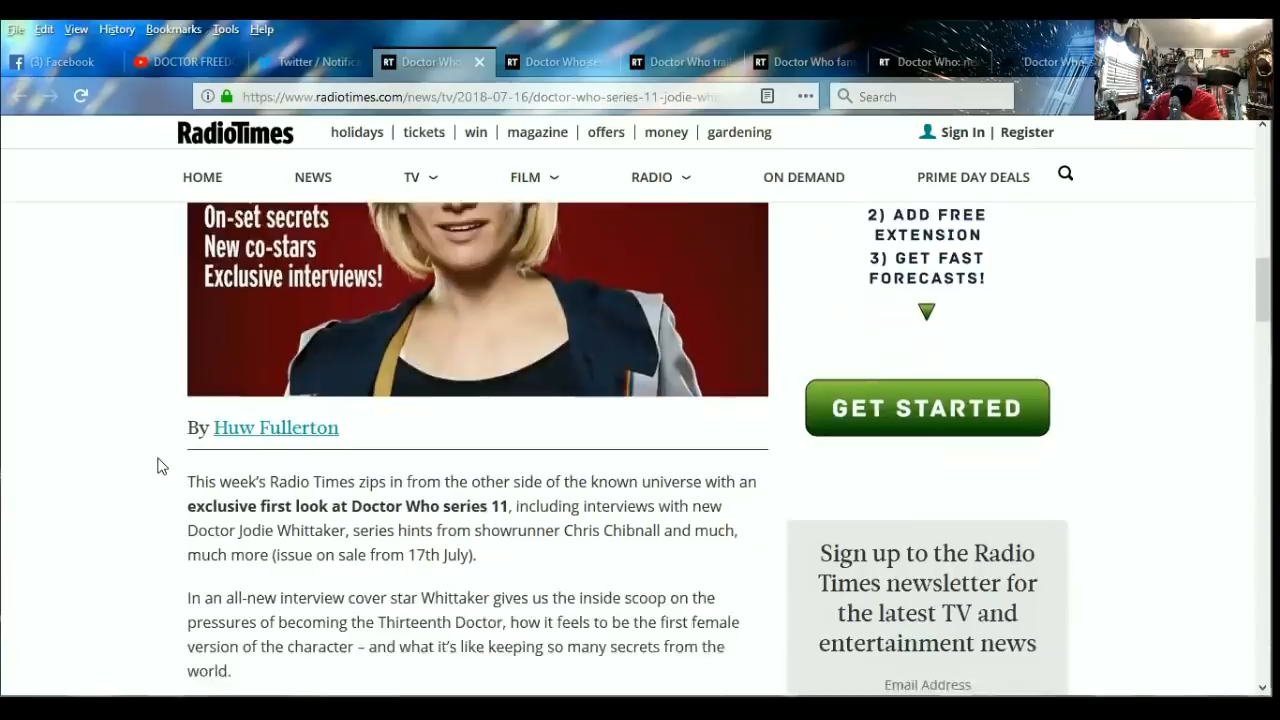 File Edit View History Bookmarks Tools Help
(3) Facebook
DOCTOR FREED
Twitter / Notific
RT Doctor Who
RT Doctor Who se
RT Doctor Who trai
RT Doctor Who fan
RT Doctor Who:
Doctor Who
https://www.radiotimes.com/news/tv/2018-07-16/doctor-who-series-11-jodie-wh
Search
RadioTimes
holidays | tickets | win | magazine | offers | money | gardening
Sign In | Register
HOME NEWS TV FILM RADIO ON DEMAND PRIME DAY DEALS
On-set secrets
New co-stars
Exclusive interviews!
By Huw Fullerton
This week's Radio Times zips in from the other side of the known universe with an
exclusive first look at Doctor Who series 11, including interviews with new
Doctor Jodie Whittaker, series hints from showrunner Chris Chibnall and much,
much more (issue on sale from 17th July).
In an all-new interview cover star Whittaker gives us the inside scoop on the
pressures of becoming the Thirteenth Doctor, how it feels to be the first female
version of the character – and what it's like keeping so many secrets from the
world.
2) ADD FREE
EXTENSION
3) GET FAST
FORECASTS!
GET STARTED
Sign up to the Radio
Times newsletter for
the latest TV and
entertainment news
Email Address